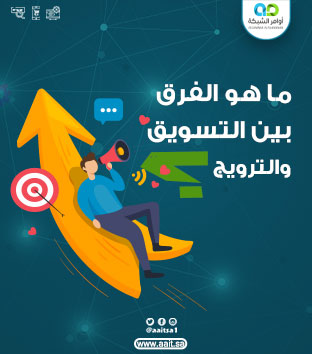 أوامر الشبكة
ما هو الفرق
بين التسويق
والترويج
@aaitsa1
www.aait.sa